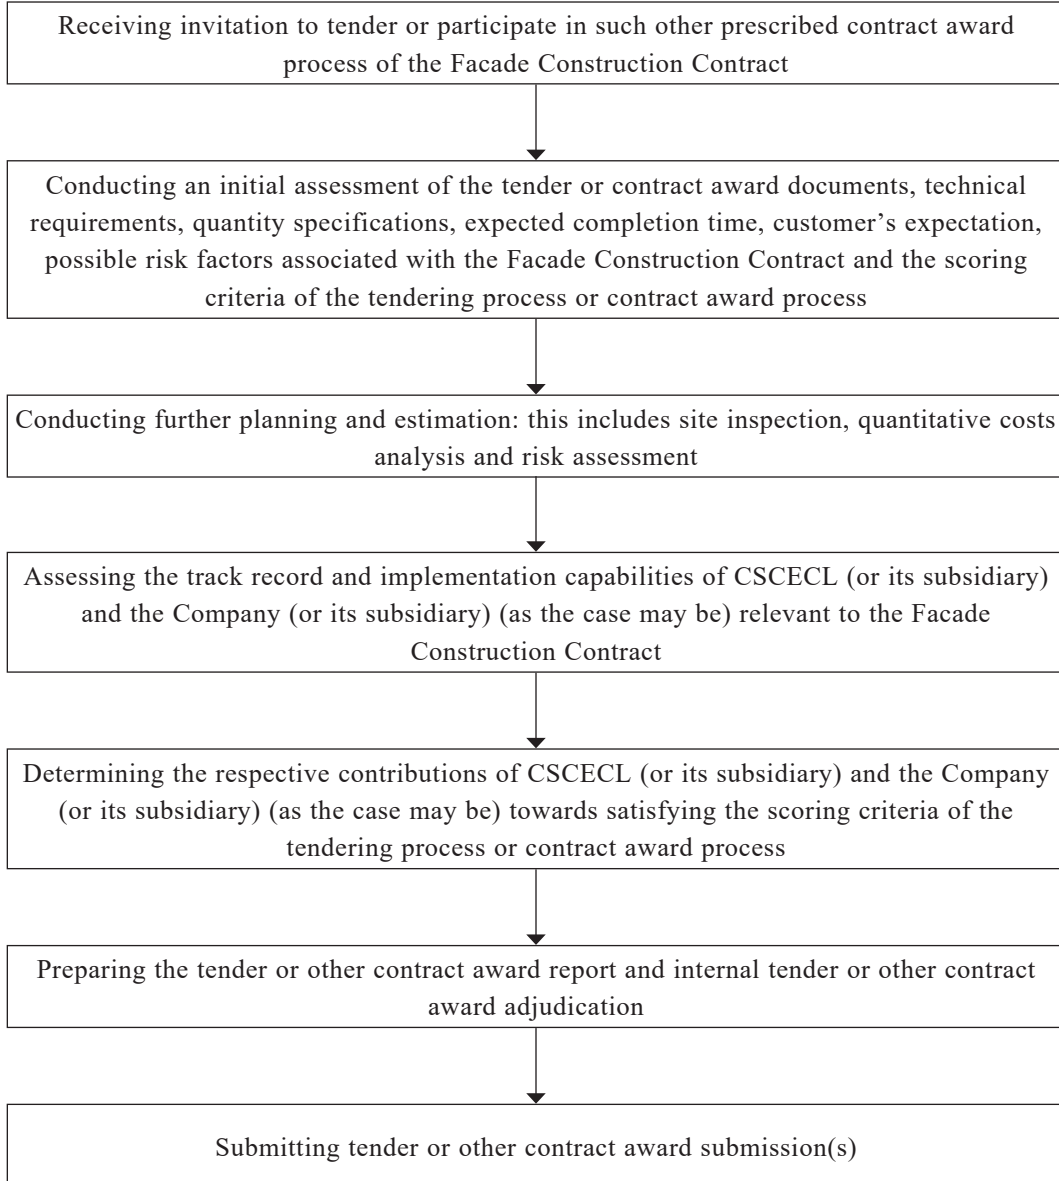 Receiving invitation to tender or participate in such other prescribed contract award
process of the Facade Construction Contract
Conducting an initial assessment of the tender or contract award documents, technical
requirements, quantity specifications, expected completion time, customer’s expectation,
possible risk factors associated with the Facade Construction Contract and the scoring
criteria of the tendering process or contract award process
Conducting further planning and estimation: this includes site inspection, quantitative costs
analysis and risk assessment
Assessing the track record and implementation capabilities of CSCECL (or its subsidiary)
and the Company (or its subsidiary) (as the case may be) relevant to the Facade
Construction Contract
Determining the respective contributions of CSCECL (or its subsidiary) and the Company
(or its subsidiary) (as the case may be) towards satisfying the scoring criteria of the
tendering process or contract award process
Preparing the tender or other contract award report and internal tender or other contract
award adjudication
Submitting tender or other contract award submission(s)